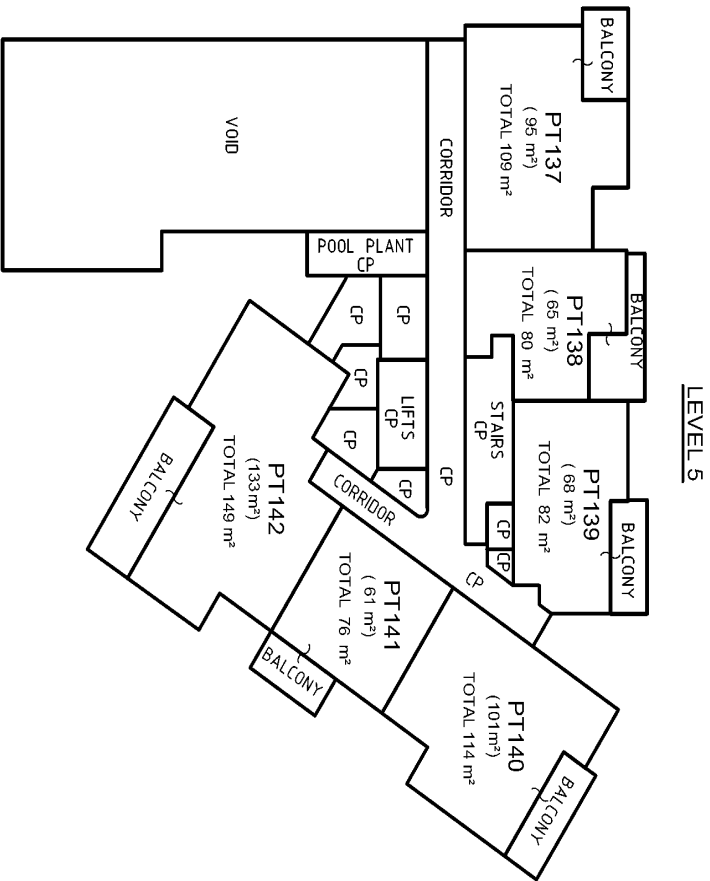 LEVEL 5
BALCONY
PT137
( 95 m²)
TOTAL 109 m²
BALCONY
PT138
( 65 m²)
TOTAL 80 m²
BALCONY
PT139
( 68 m²)
TOTAL 82 m²
STAIRS
CP
CP
CP
CORRIDOR
CP
CP
VOID
POOL PLANT
CP
CP
CP
CP
LIFTS
CP
CP
CP
CORRIDOR
PT142
(133 m²)
TOTAL 149 m²
BALCONY
PT141
( 61 m²)
TOTAL 76 m²
BALCONY
PT140
(101m²)
TOTAL 114 m²
BALCONY